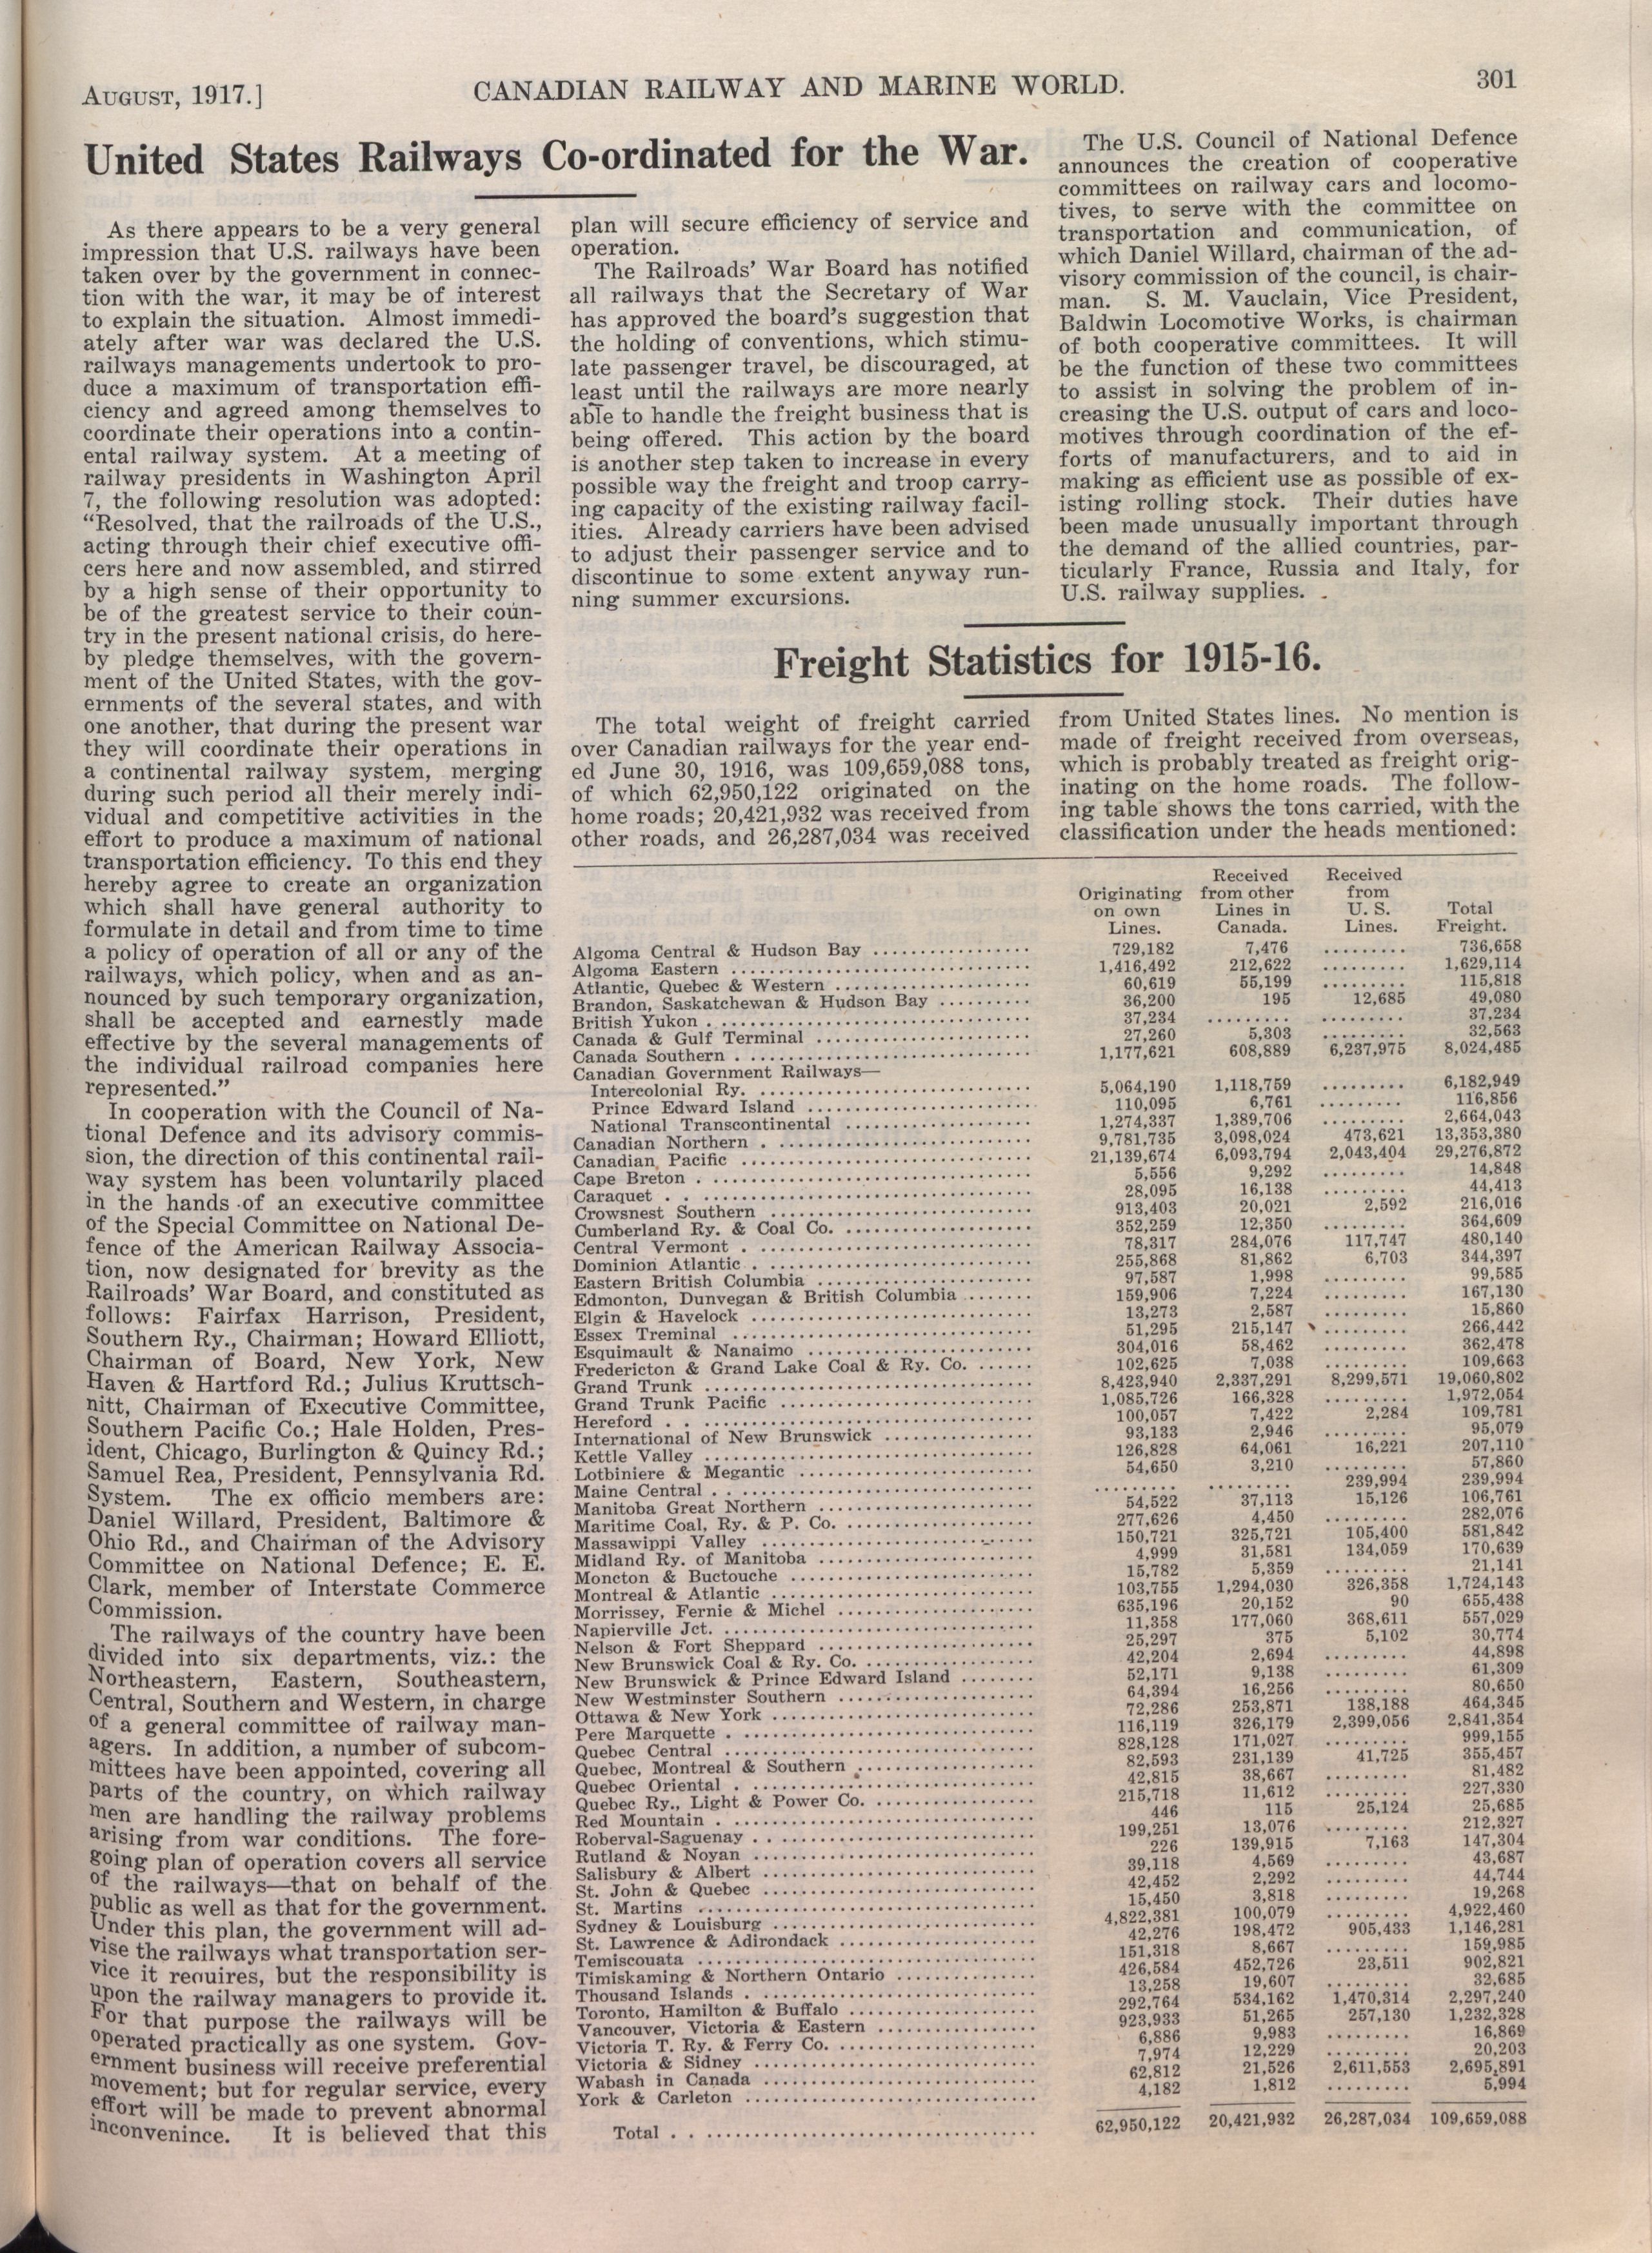 AUGUST, 1917.]
CANADIAN RAILWAY AND MARINE WORLD.
301
United States Railways Co-ordinated for the War.
As there appears to be a very general
impression that U.S. railways have been
taken over by the government in connec-
tion with the war, it may be of interest
to explain the situation. Almost immedi-
ately after war was declared the U.S.
railways managements undertook to pro-
duce a maximum of transportation effi-
ciency and agreed among themselves to
coordinate their operations into a contin-
ental railway system. At a meeting of
railway presidents in Washington April
7, the following resolution was adopted:
“Resolved, that the railroads of the U.S.,
acting through their chief executive offi-
cers here and now assembled, and stirred
by a high sense of their opportunity to
be of the greatest service to their coun-
try in the present national crisis, do here-
by pledge themselves, with the govern-
ment of the United States, with the gov-
ernments of the several states, and with
one another, that during the present war
they will coordinate their operations in
a continental railway system, merging
during such period all their merely indi-
vidual and competitive activities in the
effort to produce a maximum of national
transportation efficiency. To this end they
hereby agree to create an organization
which shall have general authority to
formulate in detail and from time to time
a policy of operation of all or any of the
railways, which policy, when and as an-
nounced by such temporary organization,
shall be accepted and earnestly made
effective by the several managements of
the individual railroad companies here
represented.”
In cooperation with the Council of Na-
tional Defence and its advisory commis-
sion, the direction of this continental rail-
way system has been voluntarily placed
in the hands of an executive committee
of the Special Committee on National De-
fence of the American Railway Associa-
tion, now designated for brevity as the
Railroads’ War Board, and constituted as
follows: Fairfax Harrison, President,
Southern Ry., Chairman; Howard Elliott,
Chairman of Board, New York, New
Haven & Hartford Rd.; Julius Kruttsch-
nitt, Chairman of Executive Committee,
Southern Pacific Co.; Hale Holden, Pres-
ident, Chicago, Burlington & Quincy Rd.;
Samuel Rea, President, Pennsylvania Rd.
System. The ex officio members are:
Daniel Willard, President, Baltimore &
Ohio Rd., and Chairman of the Advisory
Committee on National Defence; E. E.
Clark, member of Interstate Commerce
Commission.
The railways of the country have been
divided into six departments, viz.: the
Northeastern, Eastern, Southeastern,
Central, Southern and Western, in charge
of a general committee of railway man-
agers. In addition, a number of subcom-
mittees have been appointed, covering all
parts of the country, on which railway
men are handling the railway problems
arising from war conditions. The fore-
going plan of operation covers all service
of the railways—that on behalf of the
public as well as that for the government.
Under this plan, the government will ad-
vise the railways what transportation ser-
vice it requires, but the responsibility is
upon the railway managers to provide it.
For that purpose the railways will be
operated practically as one system. Gov-
ernment business will receive preferential
movement; but for regular service, every
effort will be made to prevent abnormal
inconvenince. It is believed that this
plan will secure efficiency of service and
operation.
The Railroads’ War Board has notified
all railways that the Secretary of War
has approved the board’s suggestion that
the holding of conventions, which stimu-
late passenger travel, be discouraged, at
least until the railways are more nearly
able to handle the freight business that is
being offered. This action by the board
is another step taken to increase in every
possible way the freight and troop carry-
ing capacity of the existing railway facil-
ities. Already carriers have been advised
to adjust their passenger service and to
discontinue to some extent anyway run-
ning summer excursions.
The U.S. Council of National Defence
announces the creation of cooperative
committees on railway cars and locomo-
tives, to serve with the committee on
transportation and communication, of
which Daniel Willard, chairman of the ad-
visory commission of the council, is chair-
man. S. M. Vauclain, Vice President,
Baldwin Locomotive Works, is chairman
of both cooperative committees. It will
be the function of these two committees
to assist in solving the problem of in-
creasing the U.S. output of cars and loco-
motives through coordination of the ef-
forts of manufacturers, and to aid in
making as efficient use as possible of ex-
isting rolling stock. Their duties have
been made unusually important through
the demand of the allied countries, par-
ticularly France, Russia and Italy, for
U.S. railway supplies.
Freight Statistics for 1915-16.
The total weight of freight carried
over Canadian railways for the year end-
ed June 30, 1916, was 109,659,088 tons,
of which 62,950,122 originated on the
home roads; 20,421,932 was received from
other roads, and 26,287,034 was received
from United States lines. No mention is
made of freight received from overseas,
which is probably treated as freight orig-
inating on the home roads. The follow-
ing table shows the tons carried, with the
classification under the heads mentioned:
Originating on own Lines. Received from other Lines in Canada. Received from U. S. Lines. Total Freight.
Algoma Central & Hudson Bay 729,182 7,476 ......... 736,658
Algoma Eastern 1,416,492 212,622 ......... 1,629,114
Atlantic, Quebec & Western 60,619 55,199 ......... 115,818
Brandon, Saskatchewan & Hudson Bay 36,200 195 12,685 49,080
British Yukon 37,234 ......... ......... 37,234
Canada & Gulf Terminal 27,260 5,303 ......... 32,563
Canada Southern 1,177,621 608,889 6,237,975 8,024,485
Canadian Government Railways—
Intercolonial Ry. 5,064,190 1,118,759 ......... 6,182,949
Prince Edward Island 110,095 6,761 ......... 116,856
National Transcontinental 1,274,337 1,389,706 ......... 2,664,043
Canadian Northern 9,781,735 3,098,024 473,621 13,353,380
Canadian Pacific 21,139,674 6,093,794 2,043,404 29,276,872
Cape Breton 5,556 9,292 ......... 14,848
Caraquet 28,095 16,138 ......... 44,413
Crowsnest Southern 913,403 20,021 2,592 216,016
Cumberland Ry. & Coal Co. 352,259 12,350 ......... 364,609
Central Vermont 78,317 284,076 117,747 480,140
Dominion Atlantic 255,868 81,862 6,703 344,397
Eastern British Columbia 97,587 1,998 ......... 99,585
Edmonton, Dunvegan & British Columbia 159,906 7,224 ......... 167,130
Elgin & Havelock 13,273 2,587 ......... 15,860
Essex Treminal 51,295 215,147 ......... 266,442
Esquimault & Nanaimo 304,016 58,462 ......... 362,478
Fredericton & Grand Lake Coal & Ry. Co. 102,625 7,038 ......... 109,663
Grand Trunk 8,423,940 2,337,291 8,299,571 19,060,802
Grand Trunk Pacific 1,085,726 166,328 ......... 1,972,054
Hereford 100,057 7,422 2,284 109,781
International of New Brunswick 93,133 2,946 ......... 95,079
Kettle Valley 126,828 64,061 16,221 207,110
Lotbiniere & Megantic 54,650 3,210 ......... 57,860
Maine Central ......... ......... 239,994 239,994
Manitoba Great Northern 54,522 37,113 15,126 106,761
Maritime Coal, Ry. & P. Co. 277,626 4,450 ......... 282,076
Massawippi Valley 150,721 325,721 105,400 581,842
Midland Ry. of Manitoba 4,999 31,581 134,059 170,639
Moncton & Buctouche 15,782 5,359 ......... 21,141
Montreal & Atlantic 103,755 1,294,030 326,358 1,724,143
Morrissey, Fernie & Michel 635,196 20,152 90 655,438
Napierville Jct. 11,358 177,060 368,611 557,029
Nelson & Fort Sheppard 25,297 375 5,102 30,774
New Brunswick Coal & Ry. Co. 42,204 2,694 ......... 44,898
New Brunswick & Prince Edward Island 52,171 9,138 ......... 61,309
New Westminster Southern 64,394 16,256 ......... 80,650
Ottawa & New York 72,286 253,871 138,188 464,345
Pere Marquette 116,119 326,179 2,399,056 2,841,354
Quebec Central 828,128 171,027 ......... 999,155
Quebec, Montreal & Southern 82,593 231,139 41,725 355,457
Quebec Oriental 42,815 38,667 ......... 81,482
Quebec Ry., Light & Power Co. 215,718 11,612 ......... 227,330
Red Mountain 446 115 25,124 25,685
Roberval-Saguenay 199,251 13,076 ......... 212,327
Rutland & Noyan 226 139,915 7,163 147,304
Salisbury & Albert 39,118 4,569 ......... 43,687
St. John & Quebec 42,452 2,292 ......... 44,744
St. Martins 15,450 3,818 ......... 19,268
Sydney & Louisburg 4,822,381 100,079 ......... 4,922,460
St. Lawrence & Adirondack 42,276 198,472 905,433 1,146,281
Temiscouata 151,318 8,667 ......... 159,985
Timiskaming & Northern Ontario 426,584 452,726 23,511 902,821
Thousand Islands 13,258 19,607 ......... 32,685
Toronto, Hamilton & Buffalo 292,764 534,162 1,470,314 2,297,240
Vancouver, Victoria & Eastern 923,933 51,265 257,130 1,232,328
Victoria T. Ry. & Ferry Co. 6,886 9,983 ......... 16,869
Victoria & Sidney 7,974 12,229 ......... 20,203
Wabash in Canada 62,812 21,526 2,611,553 2,695,891
York & Carleton 4,182 1,812 ......... 5,994
Total 62,950,122 20,421,932 26,287,034 109,659,088